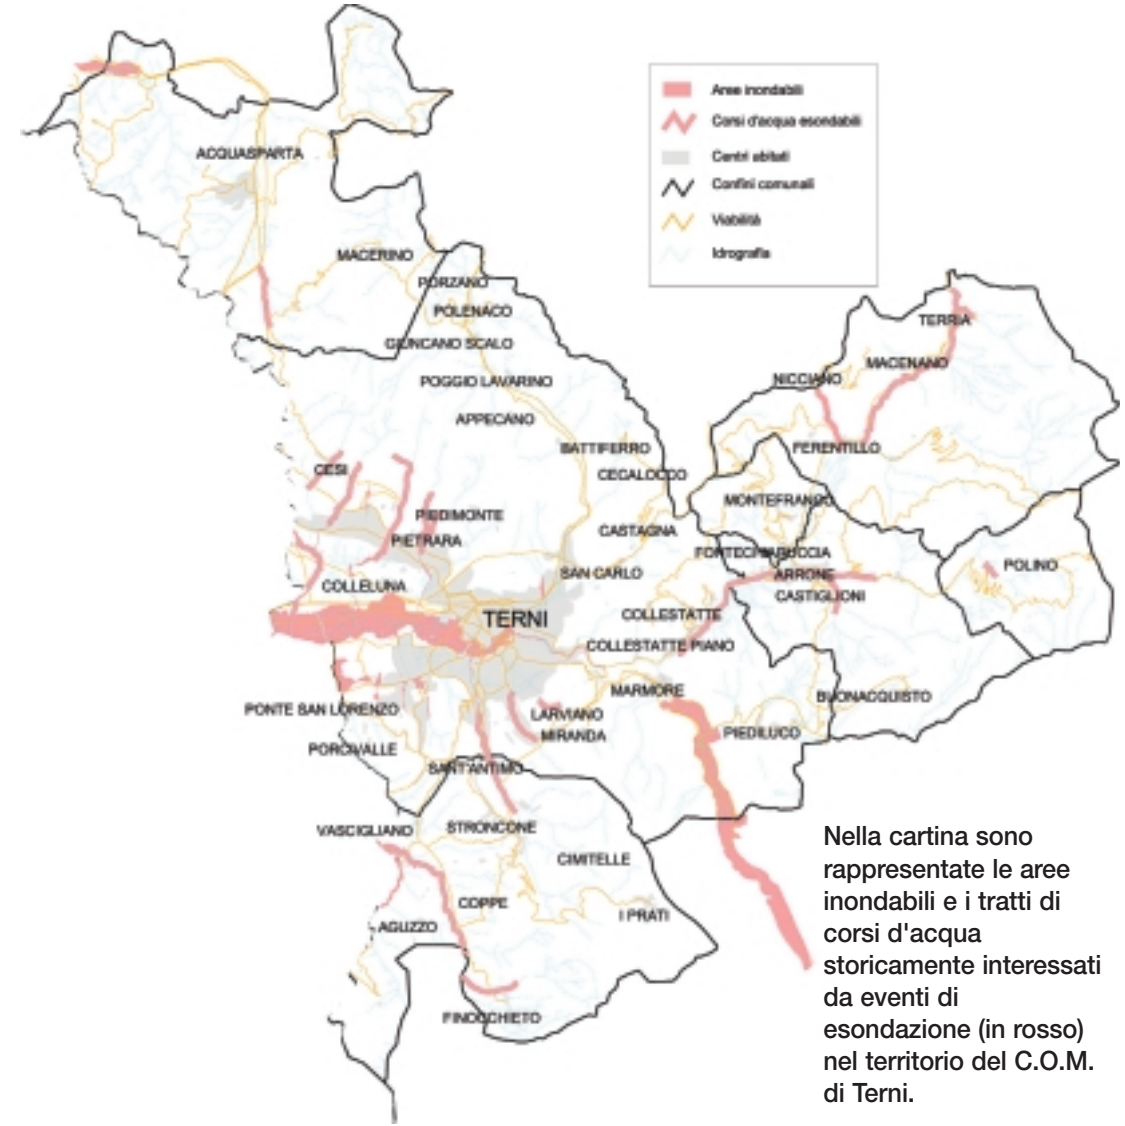 Aree inondabili
Corsi d'acqua esondabili
Centri abitati
Confini comunali
Viabilità
Idrografia
ACQUASPARTA
MACERINO
PORZANO
POLENACO
GIUNCANO SCALO
POGGIO LAVARINO
APPECANO
BATTIFERRO
CECALOCCO
TERRIA
MACENANO
NICCIANO
FERENTILLO
CESI
MONTEFRANCO
PIEDIMONTE
CASTAGNA
PIETRARA
POLINO
SAN CARLO
ARRONE
COLLELUNA
CASTIGLIONI
TERNI
COLLESTATTE
COLLESTATTE PIANO
MARMORE
BUONACQUISTO
PONTE SAN LORENZO
LARVIANO
MIRANDA
PIEDILUCO
PORCIVALLE
SANT'ANTIMO
VASCIGLIANO
STRONCONE
CIMITELLE
COPPE
I PRATI
AGUZZO
FINOCCHIETO
Nella cartina sono
rappresentate le aree
inondabili e i tratti di
corsi d'acqua
storicamente interessati
da eventi di
esondazione (in rosso)
nel territorio del C.O.M.
di Terni.